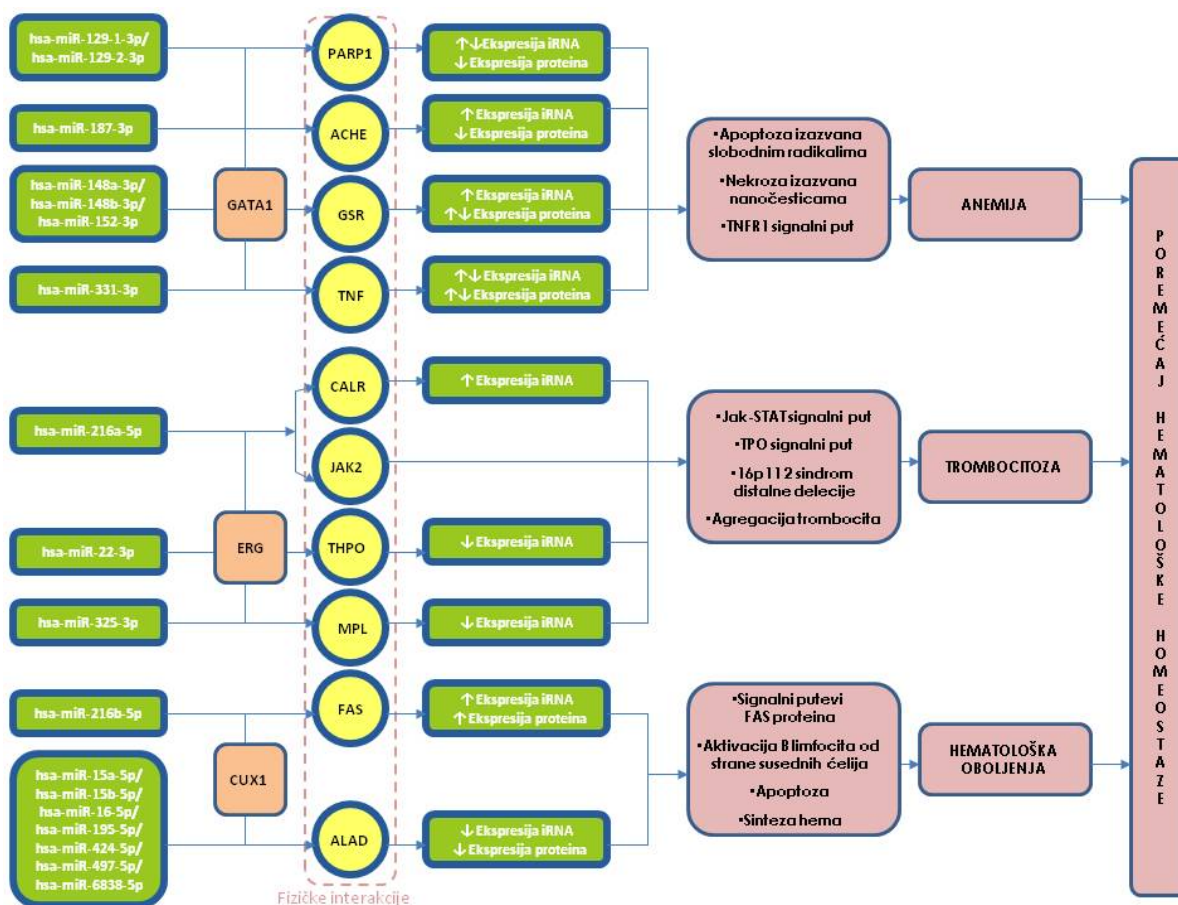 hsa-miR-129-1-3p/
hsa-miR-129-2-3p
PARP1
↑↓Ekspresija iRNA
↓Ekspresija proteina
hsa-miR-187-3p
ACHE
↑Ekspresija iRNA
↓Ekspresija proteina
hsa-miR-148a-3p/
hsa-miR-148b-3p/
hsa-miR-152-3p
GATA1
GSR
↑Ekspresija iRNA
↑↓Ekspresija proteina
hsa-miR-331-3p
TNF
↑↓Ekspresija iRNA
↑↓Ekspresija proteina
•Apoptoza izazvana
slobodnim radikalima
•Nekroza izazvana
nanočesticama
•TNFR1 signalni put
ANEMIJA
hsa-miR-216a-5p
CALR
↑ Ekspresija iRNA
JAK2
hsa-miR-22-3p
ERG
THPO
↓ Ekspresija iRNA
hsa-miR-325-3p
MPL
↓ Ekspresija iRNA
•Jak-STAT signalni put
•TPO signalni put
•16p112 sindrom
distalne delecije
•Agregacija trombocita
TROMBOCITOZA
hsa-miR-216b-5p
FAS
↑Ekspresija iRNA
↑Ekspresija proteina
CUX1
hsa-miR-15a-5p/
hsa-miR-15b-5p/
hsa-miR-16-5p/
hsa-miR-195-5p/
hsa-miR-424-5p/
hsa-miR-497-5p/
hsa-miR-6838-5p
ALAD
↓Ekspresija iRNA
↓Ekspresija proteina
•Signalni putevi
FAS proteina
•Aktivacija B limfocita od
strane susednih ćelija
•Apoptoza
•Sinteza hema
HEMATOLOŠKA
OBOLJENJA
POREMEĆAJ HEMATOLOŠKE HOMEOSTAZE
Fizičke interakcije